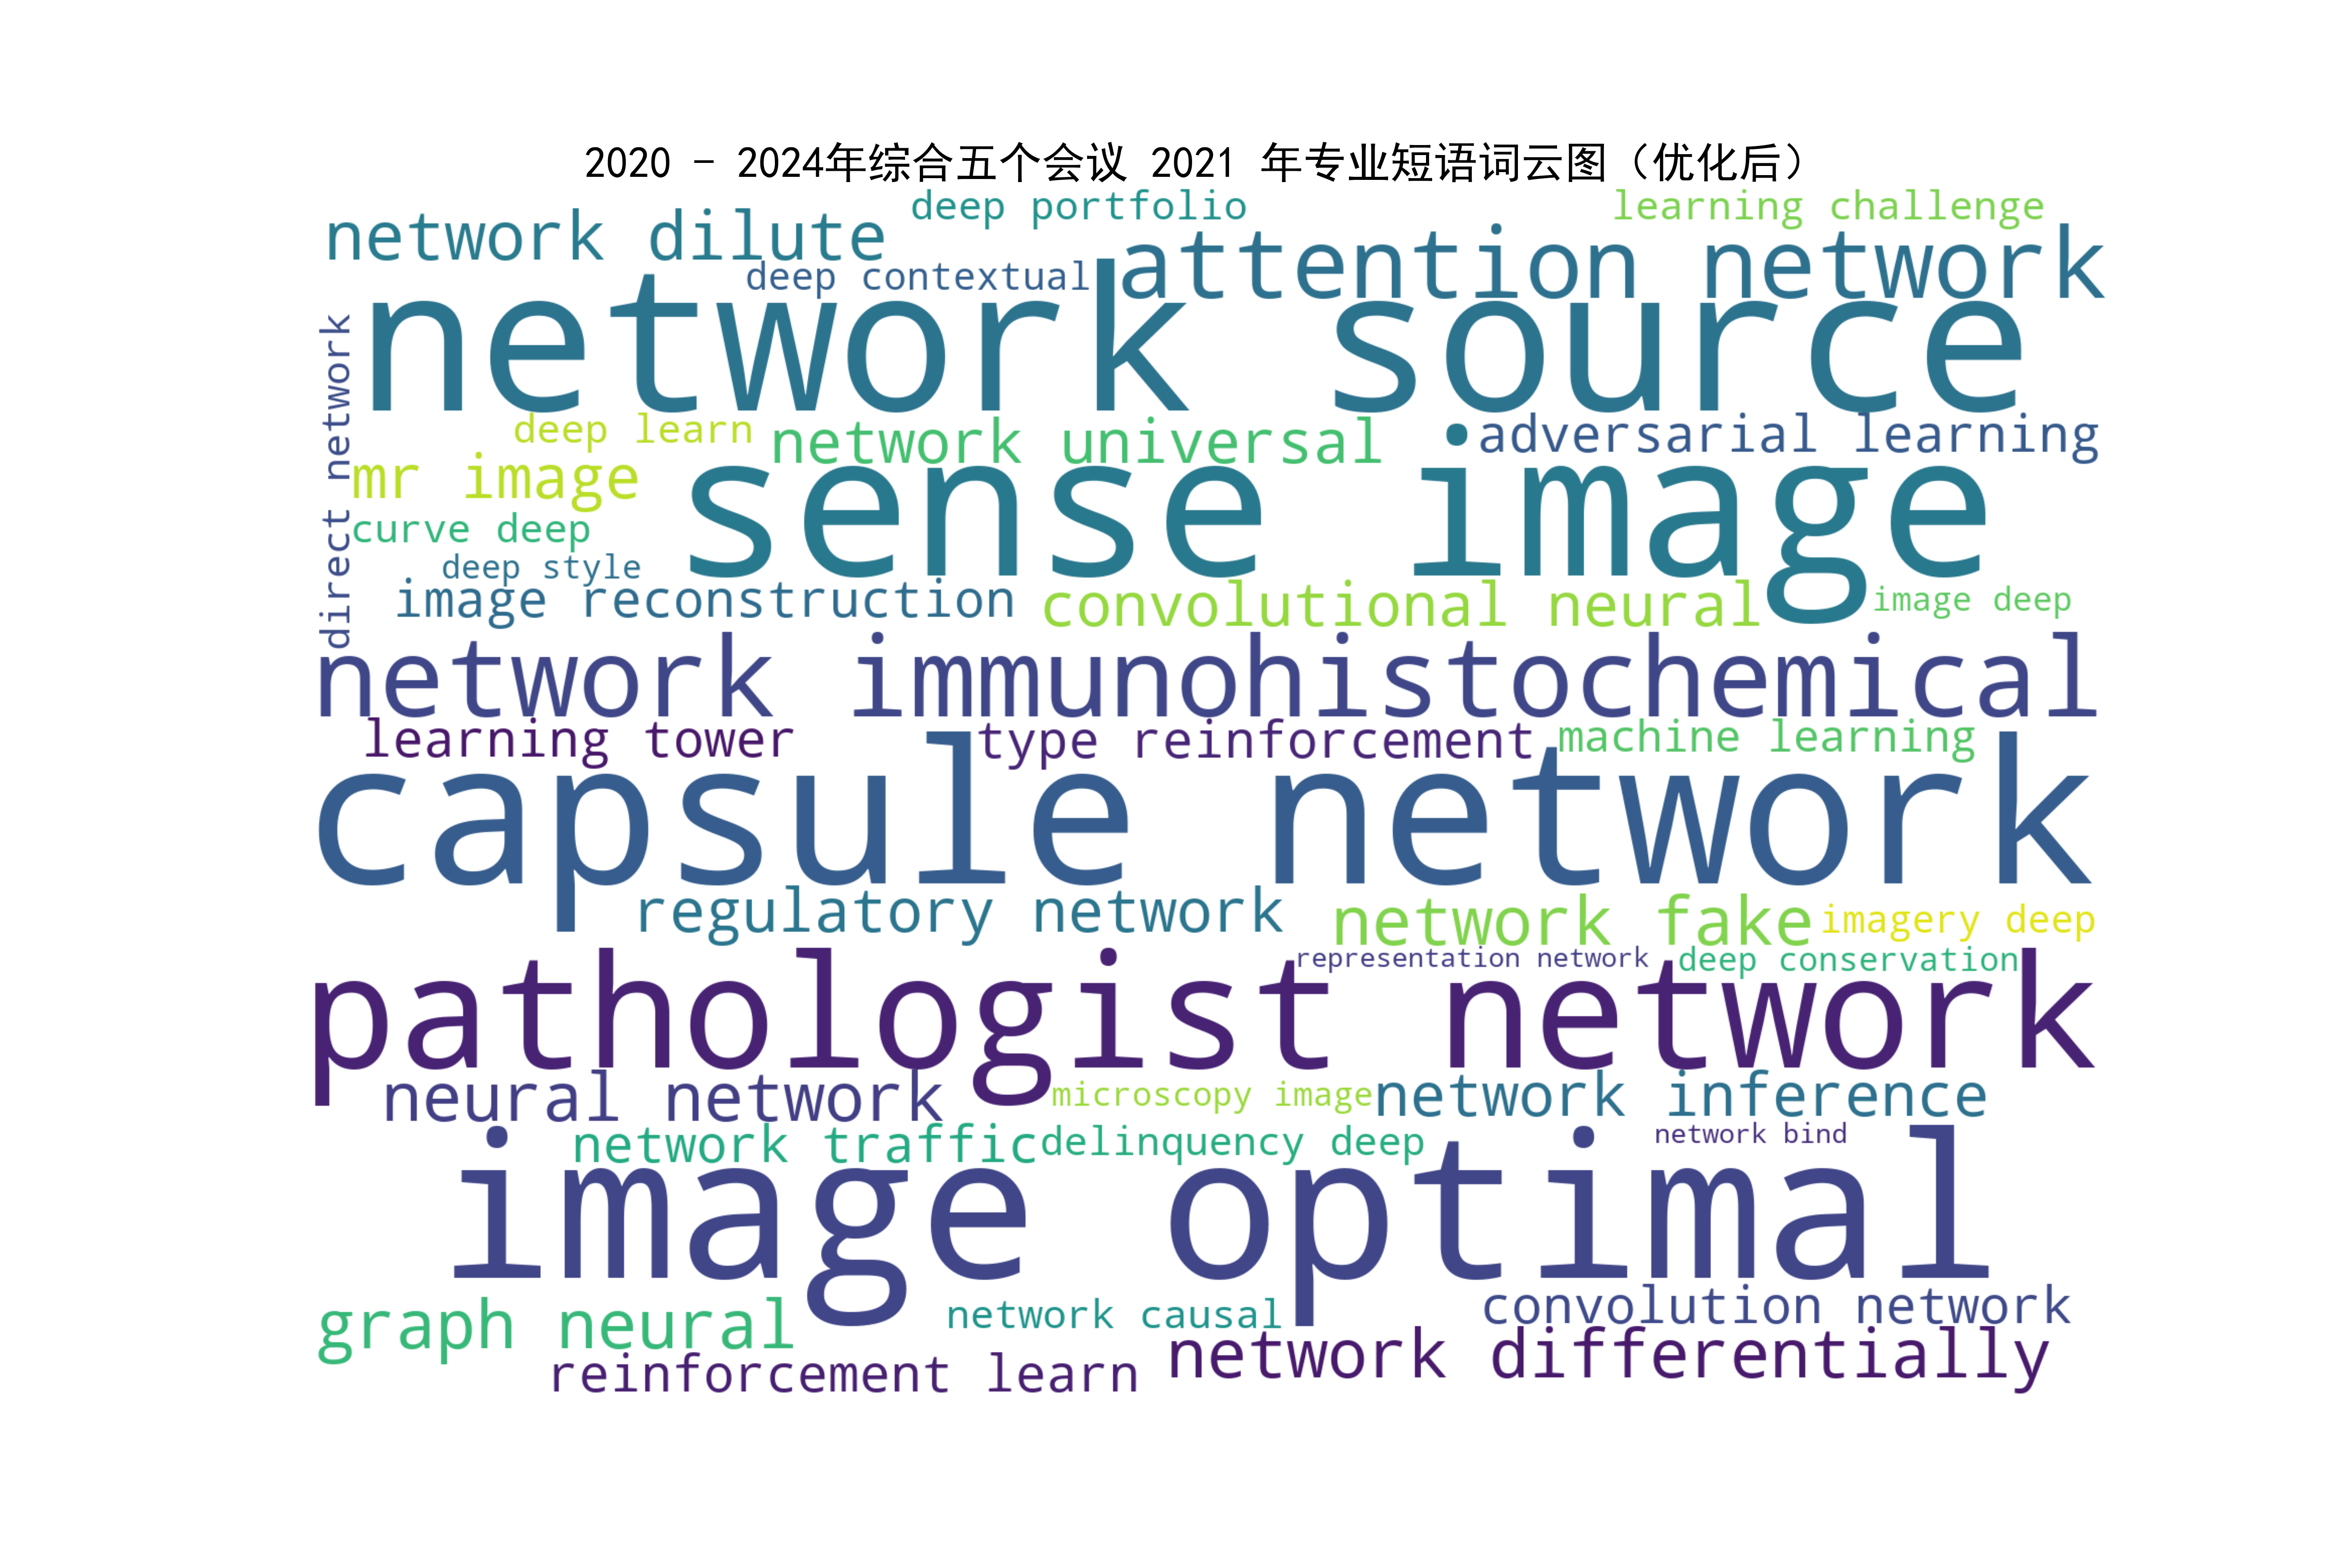 2020 - 2024年综合五个会议 2021 年专业短语词云图（优化后）
deep portfolio
learning challenge
network dilute
attention network
deep contextual
network source
direct network
deep learn
network universal
adversarial learning
mr image
sense image
curve deep
deep style
image reconstruction
convolutional neural
image deep
network immunohistochemical
learning tower
type reinforcement
machine learning
capsule network
regulatory network
network fake
imagery deep
representation network
deep conservation
pathologist network
neural network
microscopy image
network inference
network traffic
delinquency deep
network bind
image optimal
graph neural
network causal
convolution network
reinforcement learn
network differentially